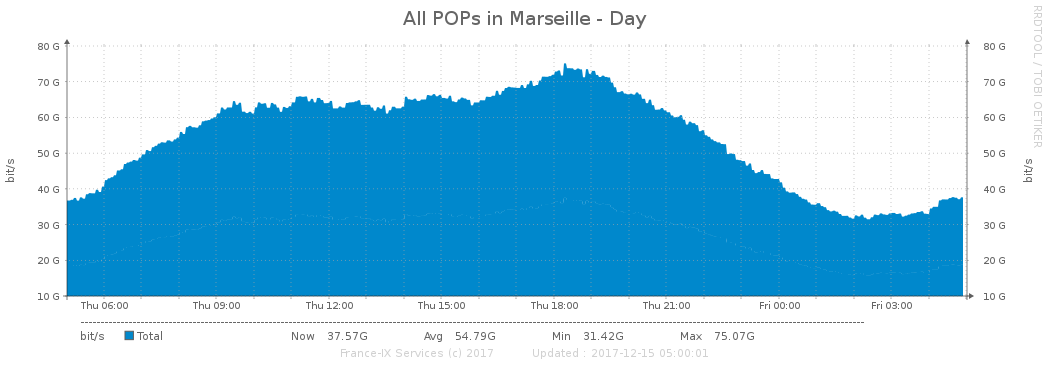 All POPs in Marseille - Day
RRDTOOL / TOBI OETIKER
80 G 80 G
70 G 70 G
60 G 60 G
50 G 50 G
40 G 40 G
30 G 30 G
20 G 20 G
10 G 10 G
bit/s
bit/s
Thu 06:00 Thu 09:00 Thu 12:00 Thu 15:00 Thu 18:00 Thu 21:00 Fri 00:00 Fri 03:00
bit/s Total Now 37.57G Avg 54.79G Min 31.42G Max 75.07G
France-IX Services (c) 2017 Updated : 2017-12-15 05:00:01